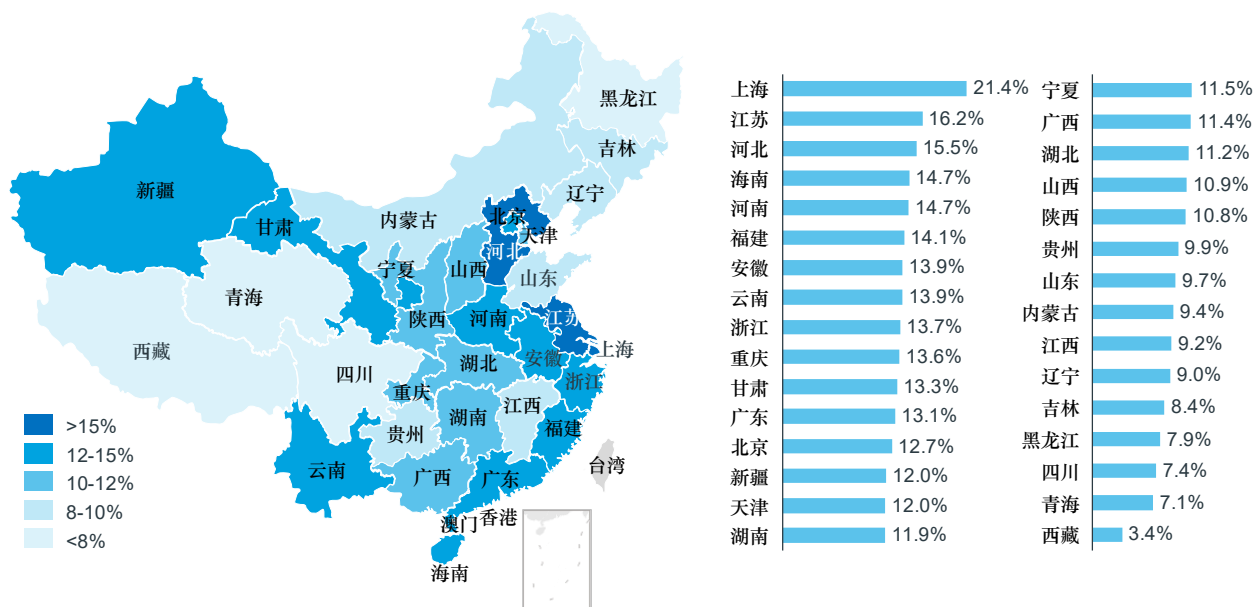 黑龙江
吉林
辽宁
新疆
内蒙古
甘肃
北京
天津
河北
宁夏
山西
山东
青海
陕西
河南
江苏
西藏
上海
安徽
四川
湖北
浙江
重庆
湖南
江西
贵州
福建
云南
广西
广东
台湾
澳门
香港
海南
>15%
12-15%
10-12%
8-10%
<8%
上海 21.4%
江苏 16.2%
河北 15.5%
海南 14.7%
河南 14.7%
福建 14.1%
安徽 13.9%
云南 13.9%
浙江 13.7%
重庆 13.6%
甘肃 13.3%
广东 13.1%
北京 12.7%
新疆 12.0%
天津 12.0%
湖南 11.9%
宁夏 11.5%
广西 11.4%
湖北 11.2%
山西 10.9%
陕西 10.8%
贵州 9.9%
山东 9.7%
内蒙古 9.4%
江西 9.2%
辽宁 9.0%
吉林 8.4%
黑龙江 7.9%
四川 7.4%
青海 7.1%
西藏 3.4%